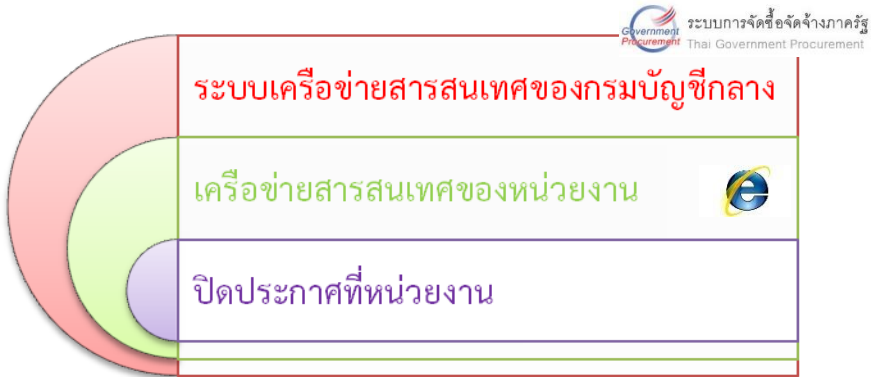 Government
Procurement
ระบบการจัดซื้อจัดจ้างภาครัฐ
Thai Government Procurement
ระบบเครือข่ายสารสนเทศของกรมบัญชีกลาง
เครือข่ายสารสนเทศของหน่วยงาน
ปิดประกาศที่หน่วยงาน